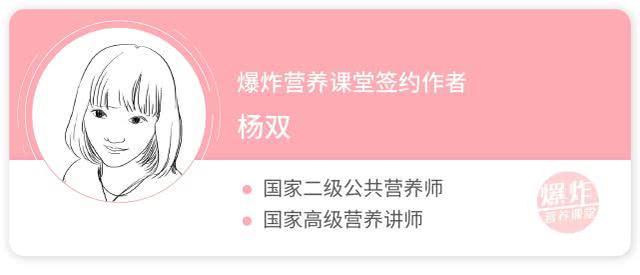 爆炸营养课堂签约作者
杨双
国家二级公共营养师
国家高级营养讲师
爆炸
营养课堂